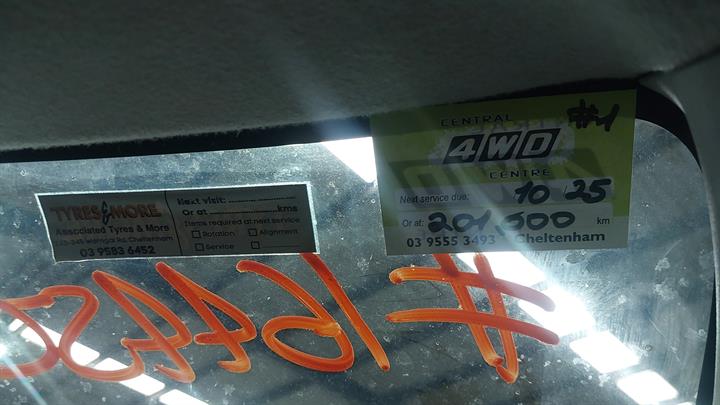 TYRES & MORE
Associated Tyres & More
Warrigal Rd, Cheltenham
03 9583 6452
Next visit:
Or at kms
Items required at next service
Rotation Alignment
Service
CENTRAL #4
4WD
CENTRE
Next service due: 10/25
Or at: 201,500 km
03 9555 3493 Cheltenham